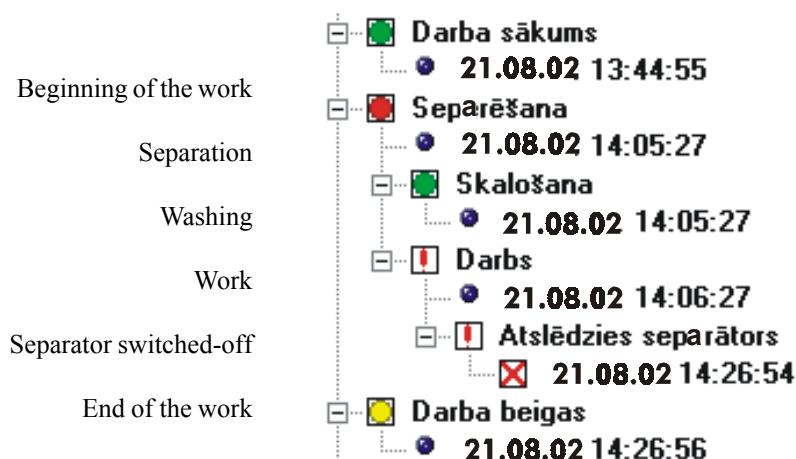 Darba sākums
21.08.02 13:44:55
Beginning of the work
Separēšana
Separation
21.08.02 14:05:27
Skalošana
Washing
21.08.02 14:05:27
Darbs
Work
21.08.02 14:06:27
Separator switched-off
Atslēdzies separātors
21.08.02 14:26:54
End of the work
Darba beigas
21.08.02 14:26:56